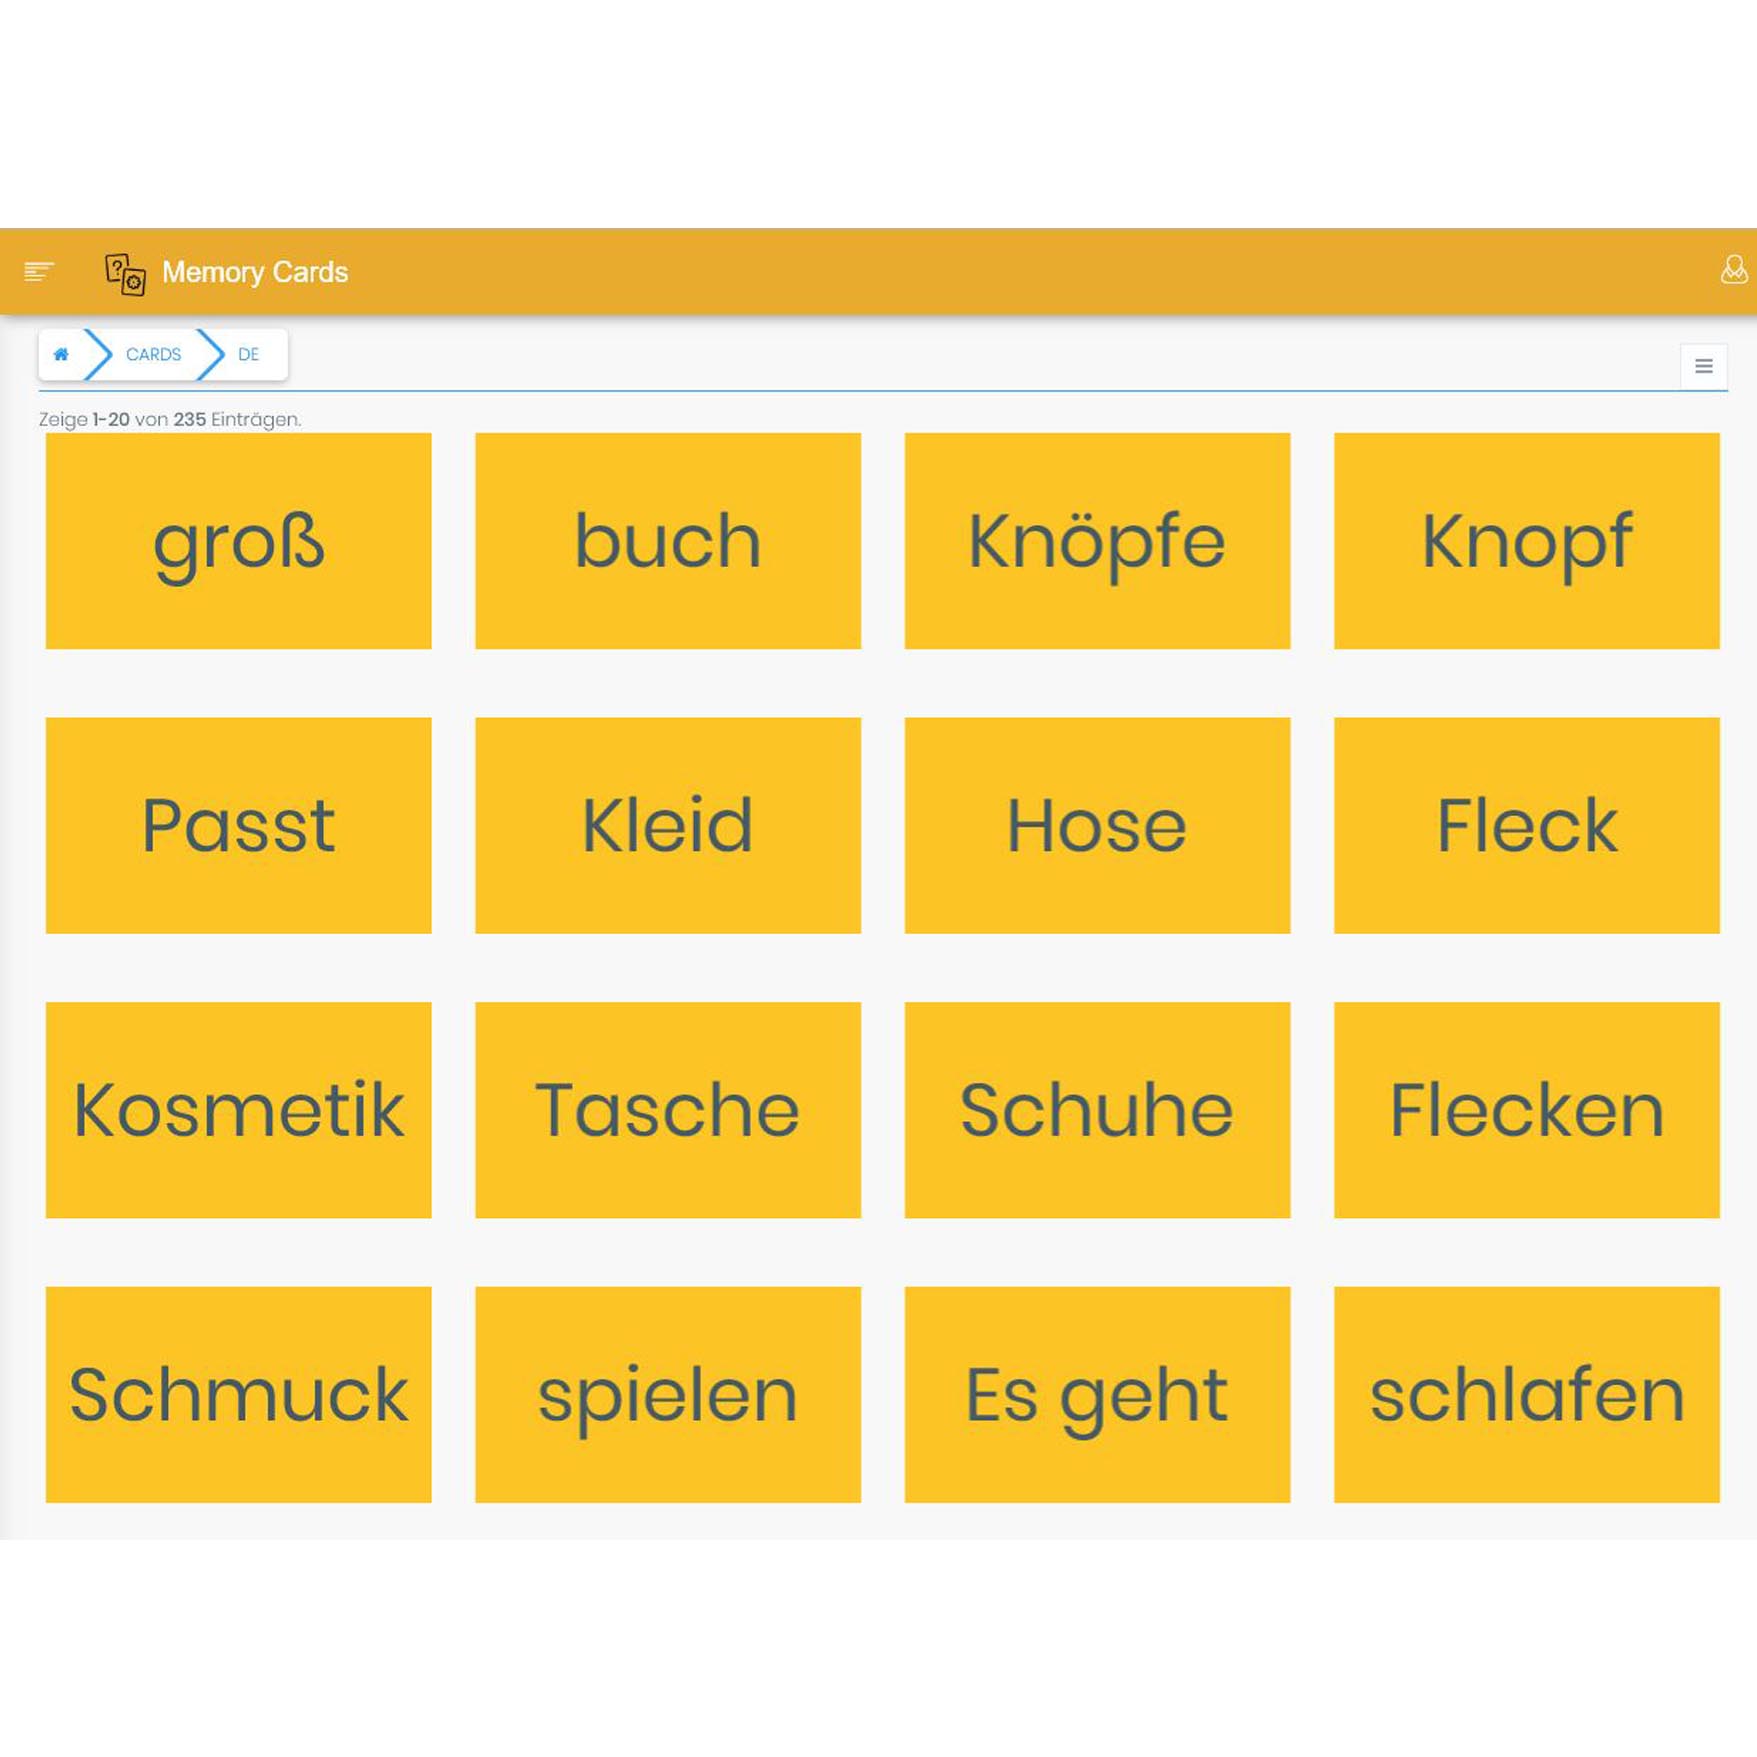 Memory Cards
CARDS DE
Zeige 1-20 von 235 Einträgen.
groß buch Knöpfe Knopf
Passt Kleid Hose Fleck
Kosmetik Tasche Schuhe Flecken
Schmuck spielen Es geht schlafen